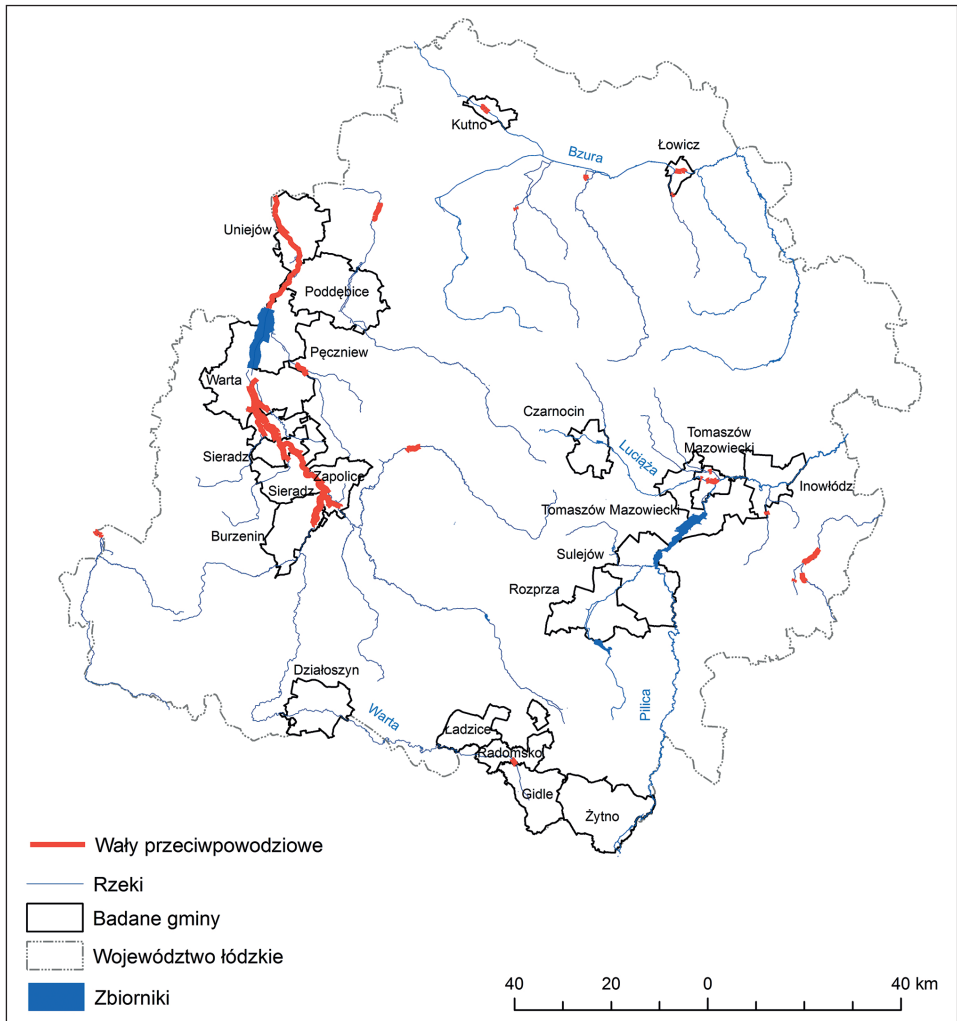 Kutno
Bzura
Łowicz
Uniejów
Poddębice
Pęczniew
Warta
Czarnocin
Luciąża
Tomaszów
Mazowiecki
Sieradz
Zapolice
Sieradz
Inowłódz
Tomaszów Mazowiecki
Burzenin
Sulejów
Rozprza
Działoszyn
Warta
Pilica
Ładzice
Radomsko
Gidle
Żytno
Wały przeciwpowodziowe
Rzeki
Badane gminy
Województwo łódzkie
Zbiorniki
40 20 0 40 km